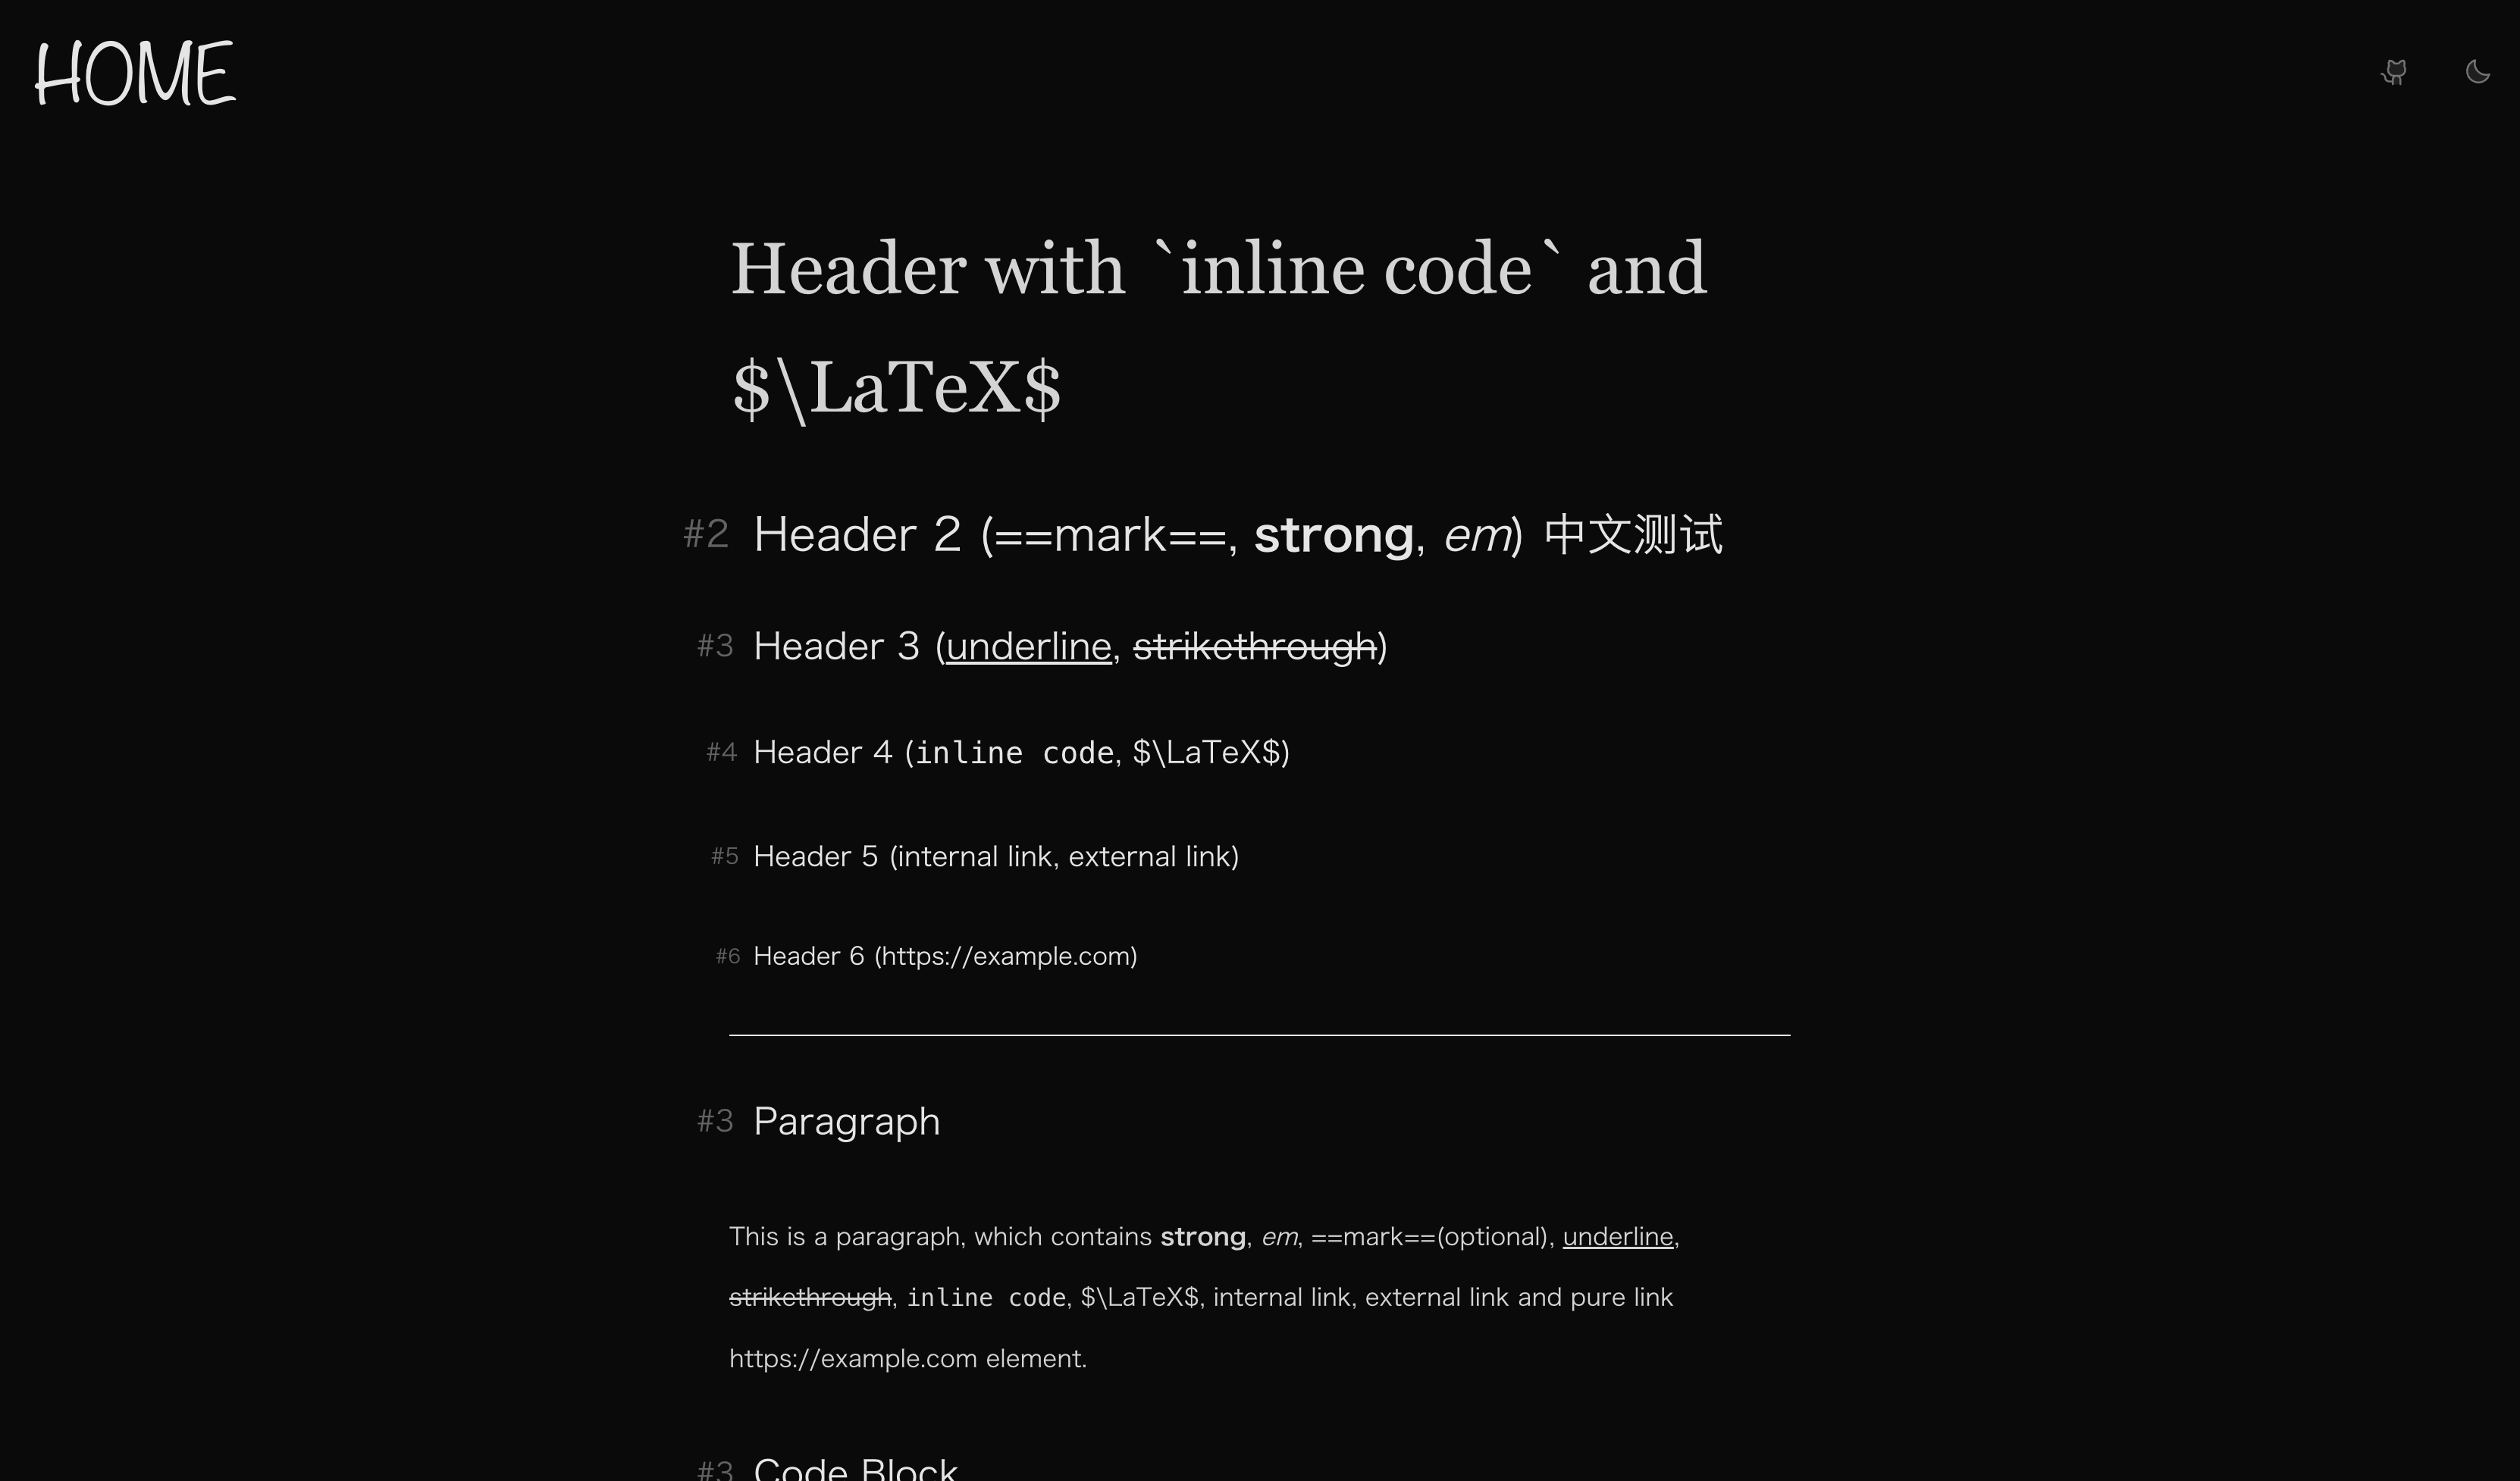 HOME
Header with `inline code` and
$\LaTeX$
#2 Header 2 (==mark==, strong, em) 中文测试
#3 Header 3 (underline, strikethrough)
#4 Header 4 (inline code, $\LaTeX$)
#5 Header 5 (internal link, external link)
#6 Header 6 (https://example.com)
#3 Paragraph
This is a paragraph, which contains strong, em, ==mark==(optional), underline,
strikethrough, inline code, $\LaTeX$, internal link, external link and pure link
https://example.com element.
#3 Code Block